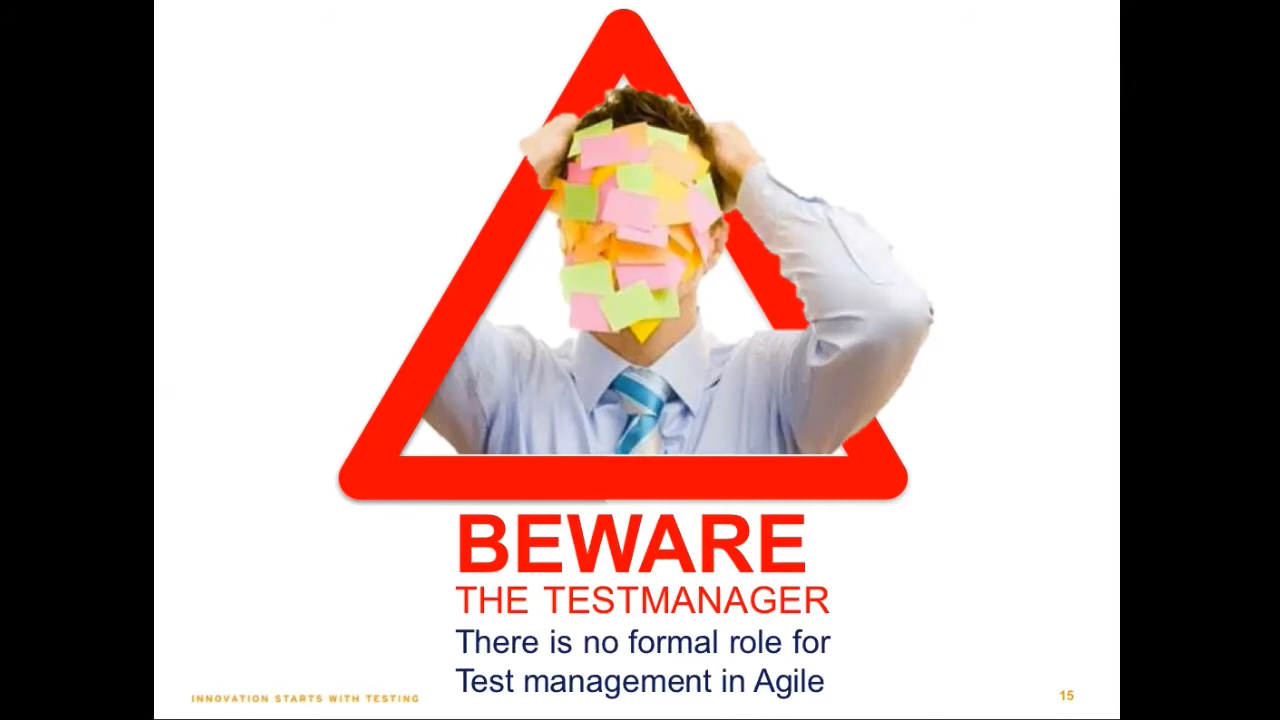 BEWARE
THE TESTMANAGER
There is no formal role for
Test management in Agile
INNOVATION STARTS WITH TESTING
15